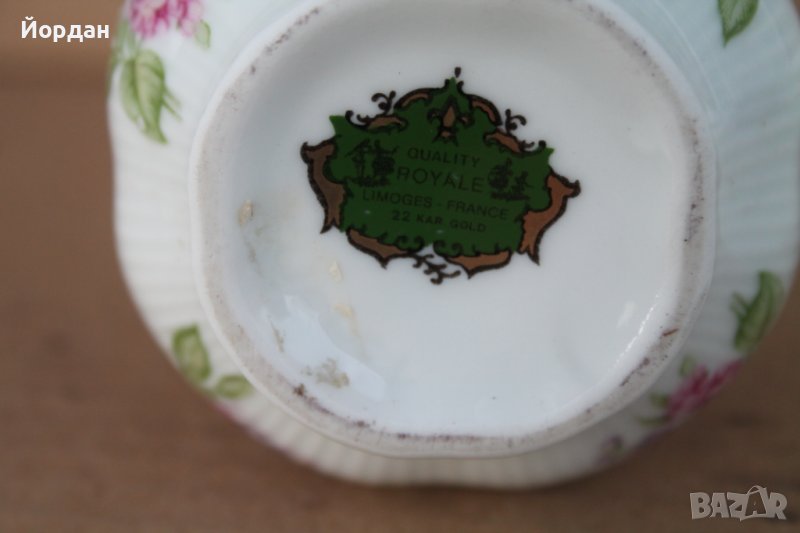 Йордан
QUALITY
ROYALE
LIMOGES - FRANCE
22 KAR GOLD
BAZAR